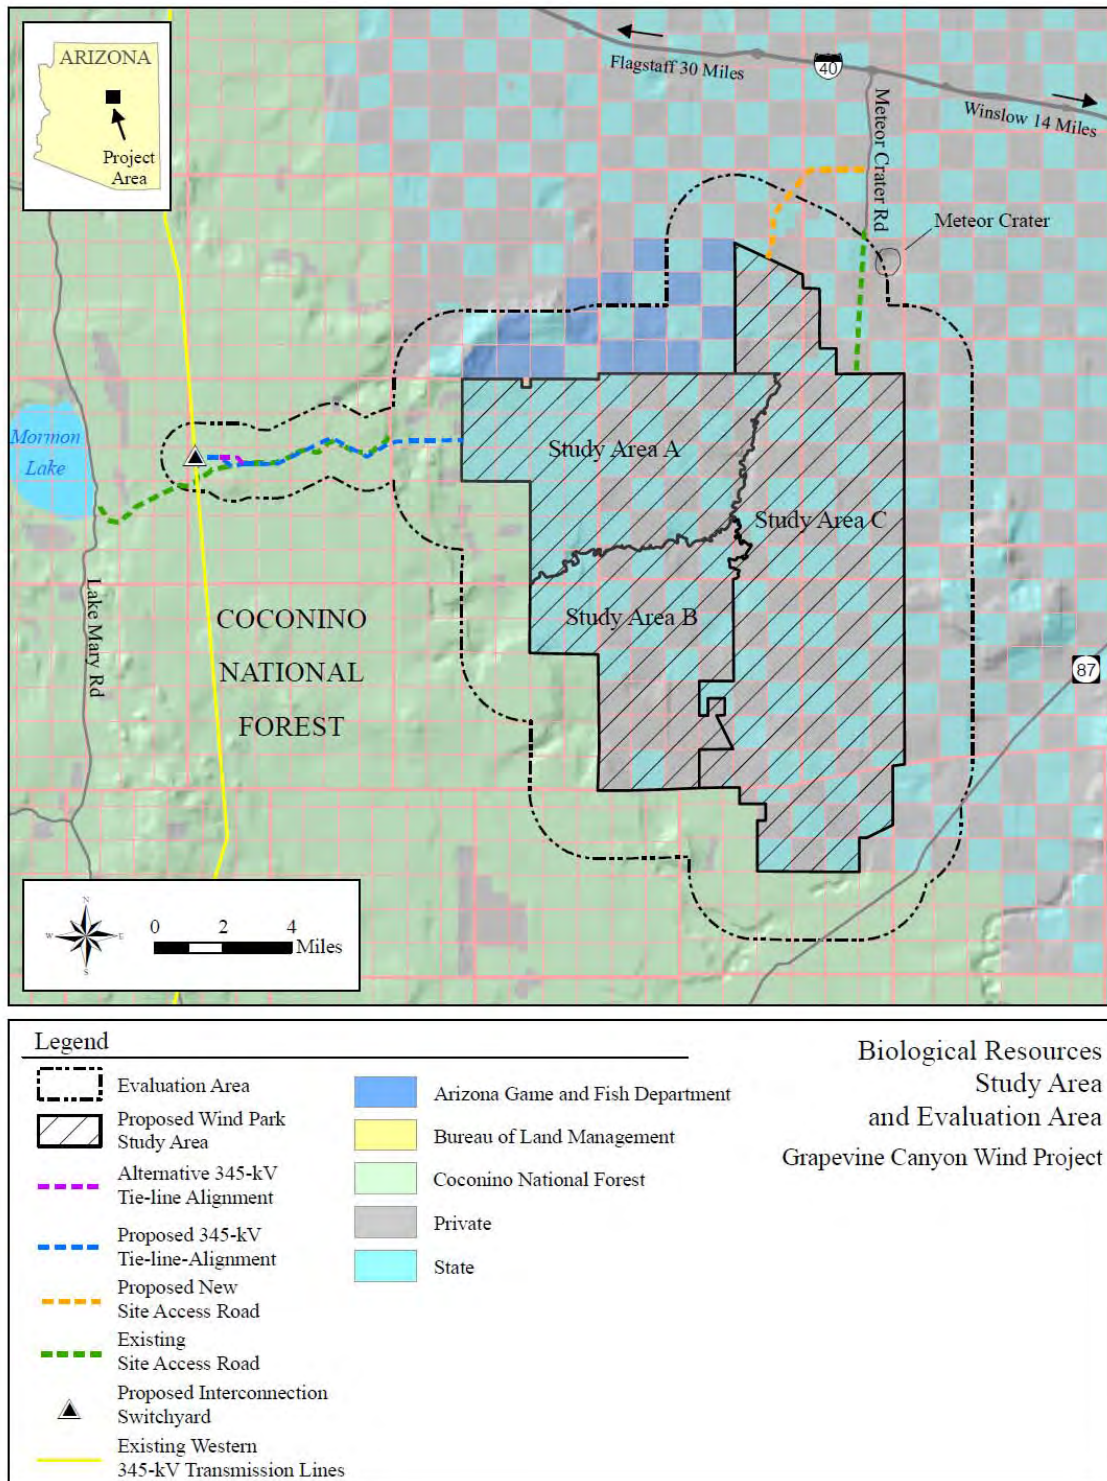 ARIZONA
Project
Area
Flagstaff 30 Miles
40
Winslow 14 Miles
Meteor Crater Rd
Meteor Crater
Mormon
Lake
Study Area A
Study Area C
Study Area B
Lake Mary Rd
COCONINO
NATIONAL
FOREST
87
N
W E
S
0 2 4
Miles
Legend
Evaluation Area
Proposed Wind Park
Study Area
Alternative 345-kV
Tie-line Alignment
Proposed 345-kV
Tie-line-Alignment
Proposed New
Site Access Road
Existing
Site Access Road
Proposed Interconnection
Switchyard
Existing Western
345-kV Transmission Lines
Arizona Game and Fish Department
Bureau of Land Management
Coconino National Forest
Private
State
Biological Resources
Study Area
and Evaluation Area
Grapevine Canyon Wind Project